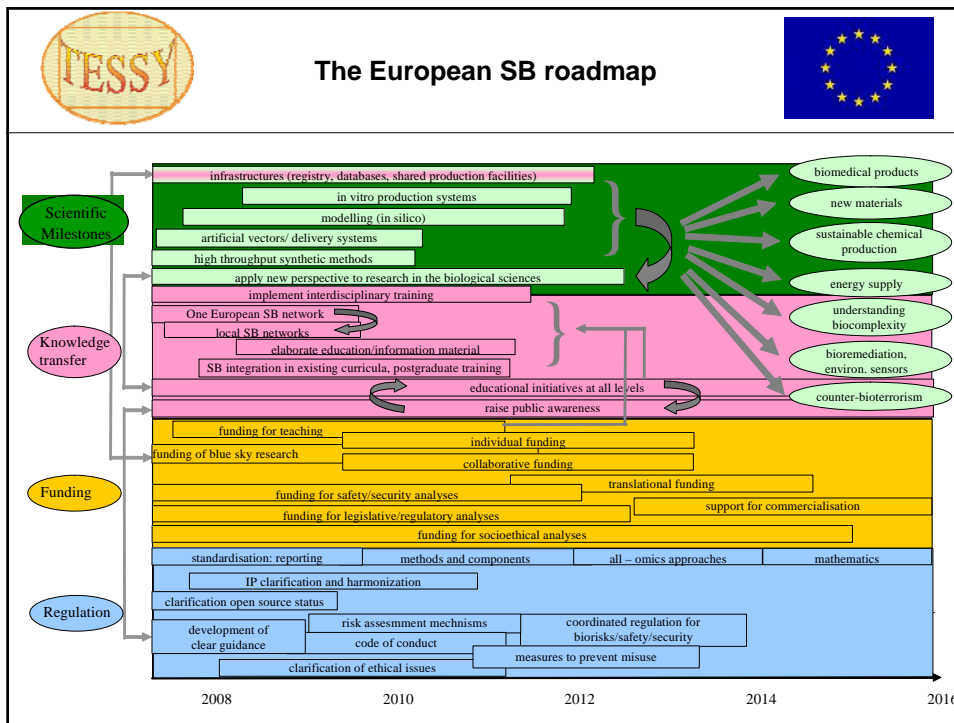 TESSY
The European SB roadmap
infrastructures (registry, databases, shared production facilities)
in vitro production systems
modelling (in silico)
artificial vectors/ delivery systems
high throughput synthetic methods
apply new perspective to research in the biological sciences
Scientific
Milestones
biomedical products
new materials
sustainable chemical
production
energy supply
understanding
biocomplexity
bioremediation,
environ. sensors
counter-bioterrorism
implement interdisciplinary training
One European SB network
local SB networks
elaborate education/information material
SB integration in existing curricula, postgraduate training
educational initiatives at all levels
raise public awareness
Knowledge
transfer
funding for teaching
individual funding
funding of blue sky research
collaborative funding
translational funding
funding for safety/security analyses
support for commercialisation
funding for legislative/regulatory analyses
funding for socioethical analyses
Funding
standardisation: reporting
methods and components
all – omics approaches
mathematics
IP clarification and harmonization
clarification open source status
risk assesmment mechnisms
coordinated regulation for
biorisks/safety/security
development of
clear guidance
code of conduct
measures to prevent misuse
clarification of ethical issues
Regulation
2008
2010
2012
2014
2016